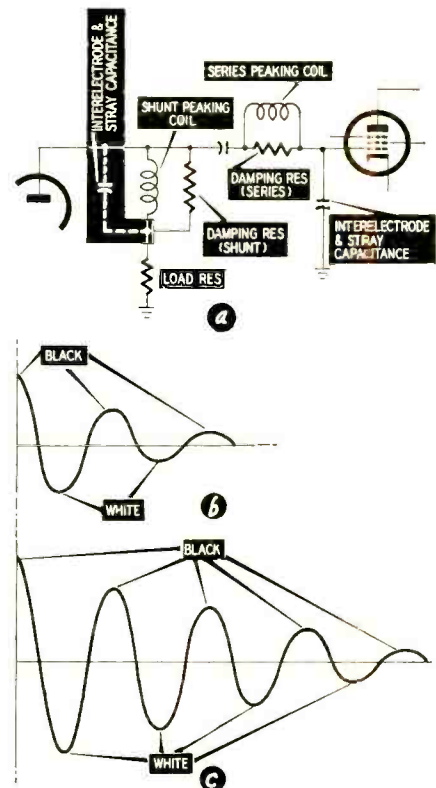 INTERELECTRODE &
STRAY CAPACITANCE
SERIES PEAKING COIL
SHUNT PEAKING
COIL
DAMPING RES
(SERIES)
DAMPING RES
(SHUNT)
INTERELECTRODE
& STRAY
CAPACITANCE
LOAD RES
a
BLACK
WHITE
b
BLACK
WHITE
c